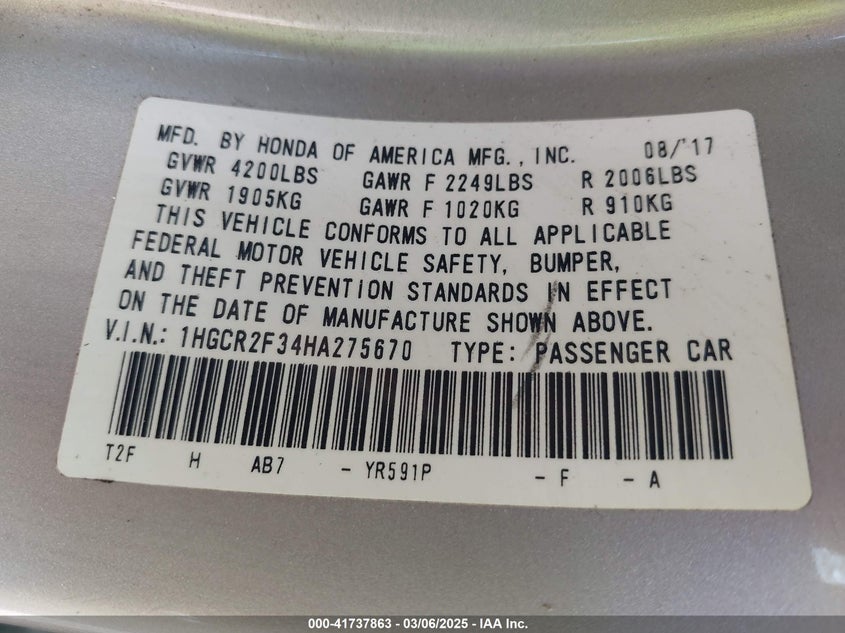 MFD. BY HONDA OF AMERICA MFG., INC. 08/'17
GVWR 4200LBS GAWR F 2249LBS R 2006LBS
GVWR 1905KG GAWR F 1020KG R 910KG
THIS VEHICLE CONFORMS TO ALL APPLICABLE
FEDERAL MOTOR VEHICLE SAFETY, BUMPER,
AND THEFT PREVENTION STANDARDS IN EFFECT
ON THE DATE OF MANUFACTURE SHOWN ABOVE.
V.I.N.: 1HGCR2F34HA275670 TYPE: PASSENGER CAR
T2F H AB7 - YR591P - F - A
000-41737863 - 03/06/2025 - IAA Inc.